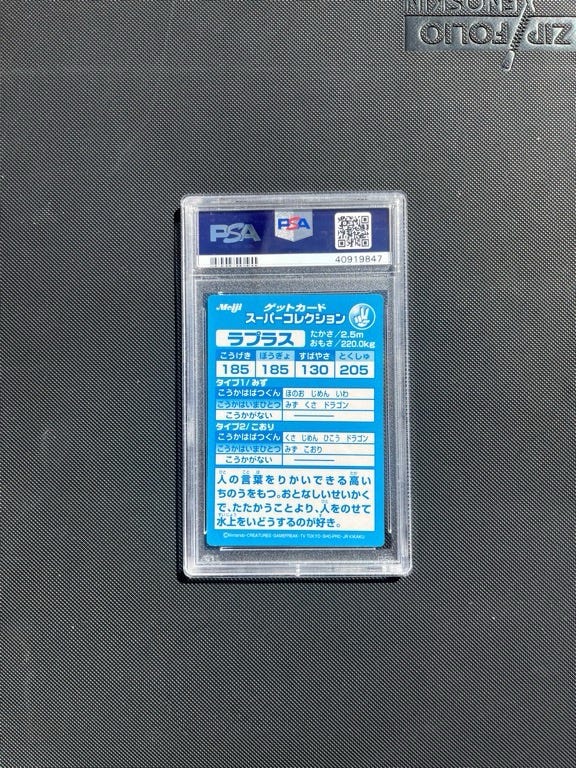 XENOSKIN
ZIP FOLIO
PSA
PSA
40919847
Meiji
ゲットカード
スーパーコレクション
ラプラス
たかさ/2.5m
おもさ/220.0kg
こうげき ぼうぎょ すばやさ とくしゅ
185 185 130 205
タイプ1/みず
こうかはばつぐん ほのお じめん いわ
こうかはいまひとつ みず くさ ドラゴン
こうかがない
タイプ2/こおり
こうかはばつぐん くさ じめん ひこう ドラゴン
こうかはいまひとつ みず こおり
こうかがない
人の言葉をりかいできる高い
ちのうをもつ。おとなしいせいかく
で、たたかうことより、人をのせて
水上をいどうするのが好き。
©Nintendo・CREATURES・GAMEFREAK・TV TOKYO・SHO-PRO・JR KIKAKU